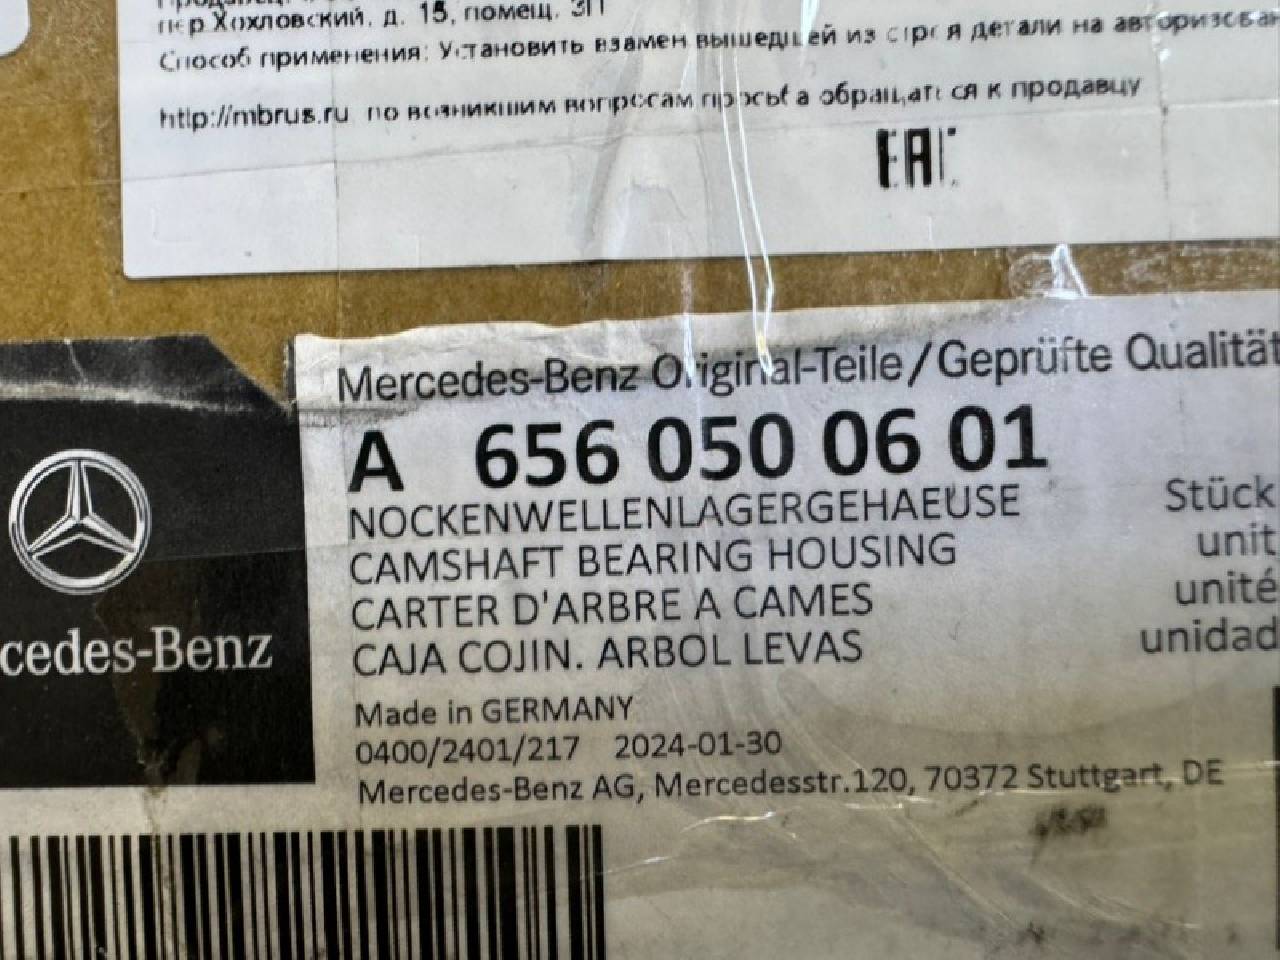 пер Хохловский, д. 15, помещ. 3П
Способ применения: Установить взамен вышедшей из строя детали на авторизован
http://mbrus.ru по возникшим вопросам просьба обращаться к продавцу
EAC
Mercedes-Benz Original-Teile/Geprüfte Qualität
A 656 050 06 01
NOCKENWELLENLAGERGEHAEUSE Stück
CAMSHAFT BEARING HOUSING unit
CARTER D'ARBRE A CAMES unité
CAJA COJIN. ARBOL LEVAS unidad
cedes-Benz
Made in GERMANY
0400/2401/217 2024-01-30
Mercedes-Benz AG, Mercedesstr.120, 70372 Stuttgart, DE